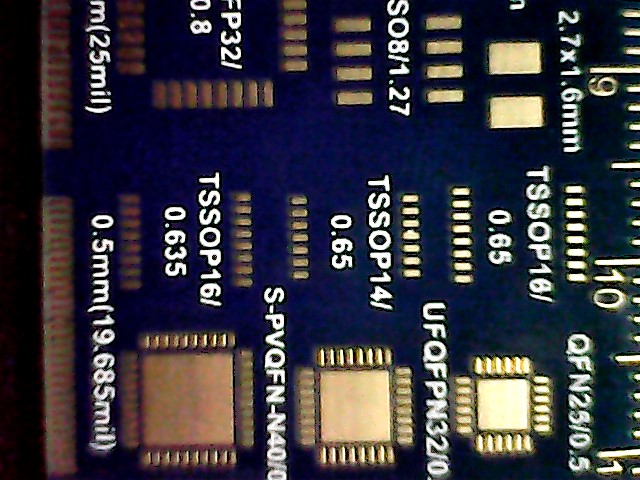 2.7x1.6mm
9
SO8/1.27
FP32/
0.8
m(25mil)
TSSOP16/
0.65
10
TSSOP14/
0.65
TSSOP16/
0.635
0.5mm(19.685mil)
QFN25/0.5
UFQFPN32/0.
S-PVQFN-N40/0